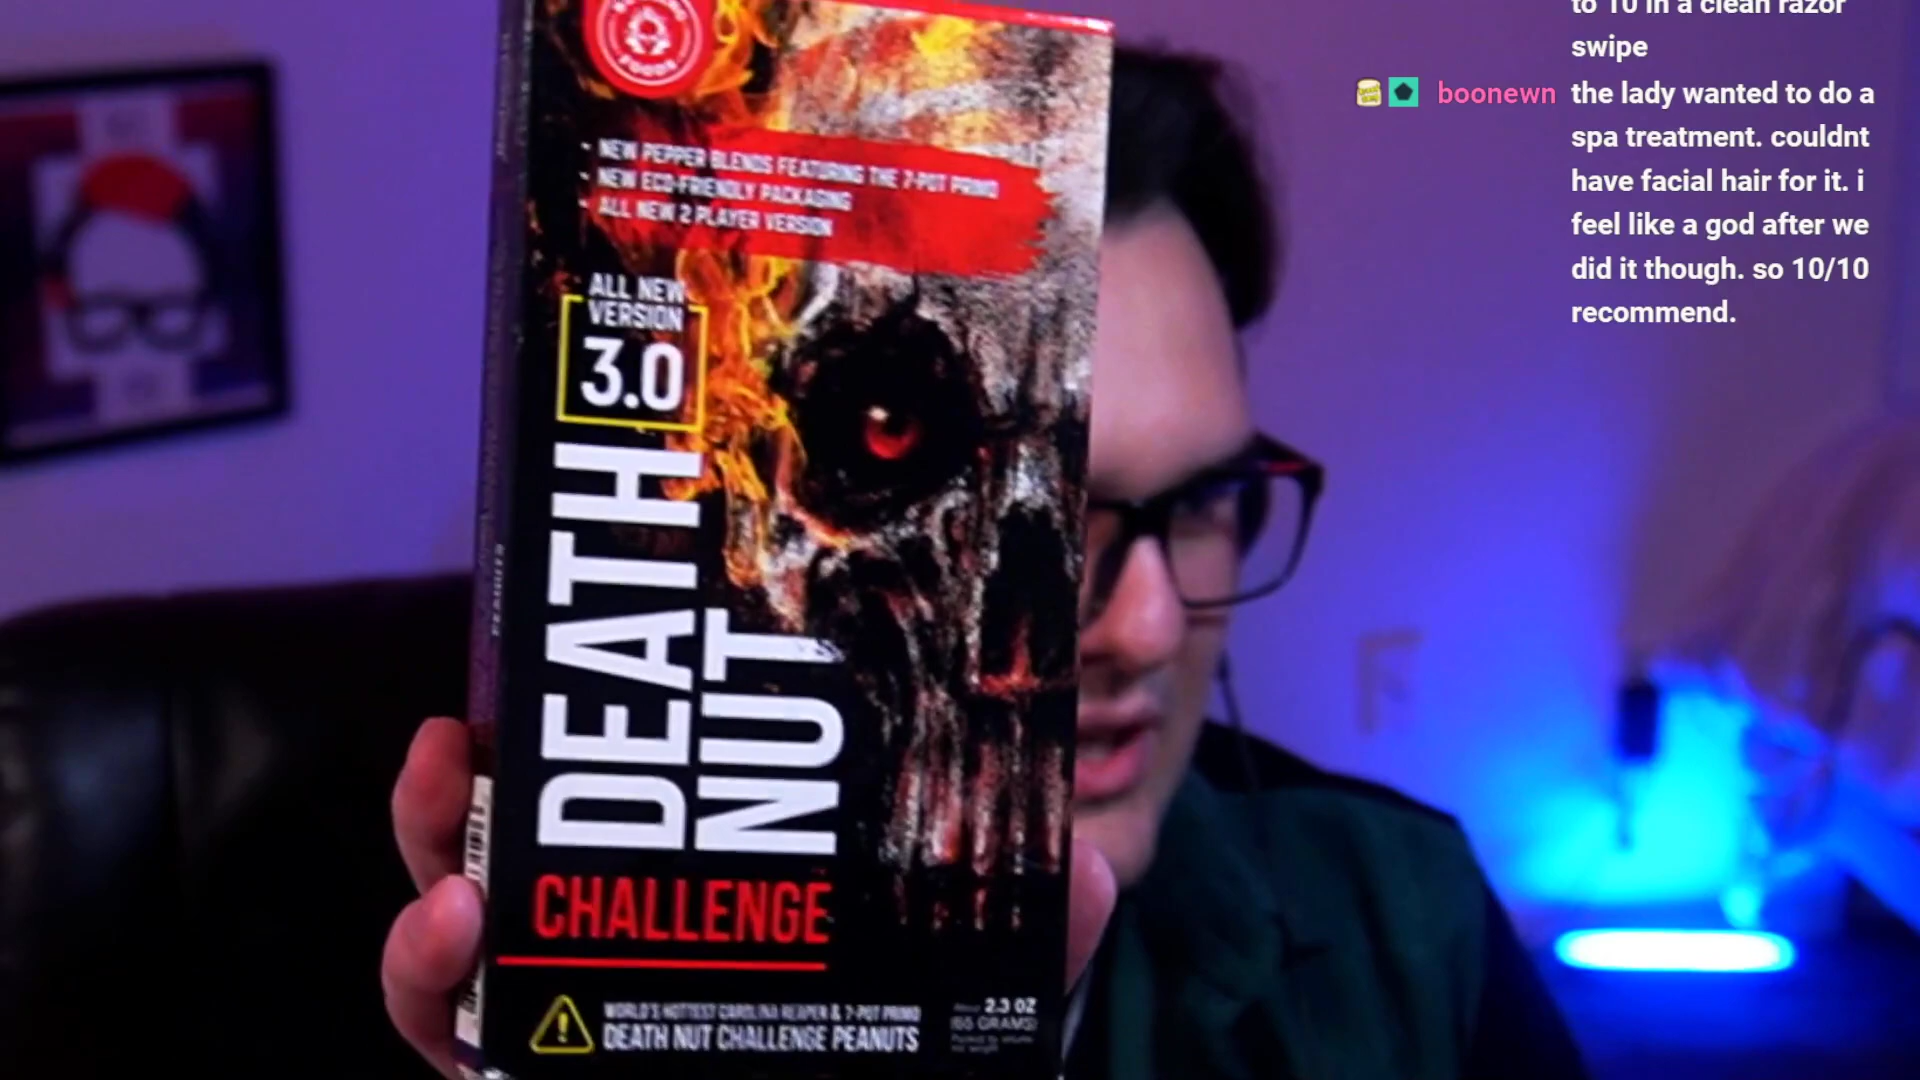 to 10 in a clean razor
swipe
boonewn the lady wanted to do a
spa treatment. couldnt
have facial hair for it. i
feel like a god after we
did it though. so 10/10
recommend.
FOODS
- NEW PEPPER BLENDS FEATURING THE 7-POT PRIMO
- NEW ECO-FRIENDLY PACKAGING
- ALL NEW 2 PLAYER VERSION
ALL NEW
VERSION
3.0
DEATH
NUT
CHALLENGE
WORLD'S HOTTEST CAROLINA REAPER & 7-POT PRIMO
DEATH NUT CHALLENGE PEANUTS
2.3 OZ
(65 GRAMS)